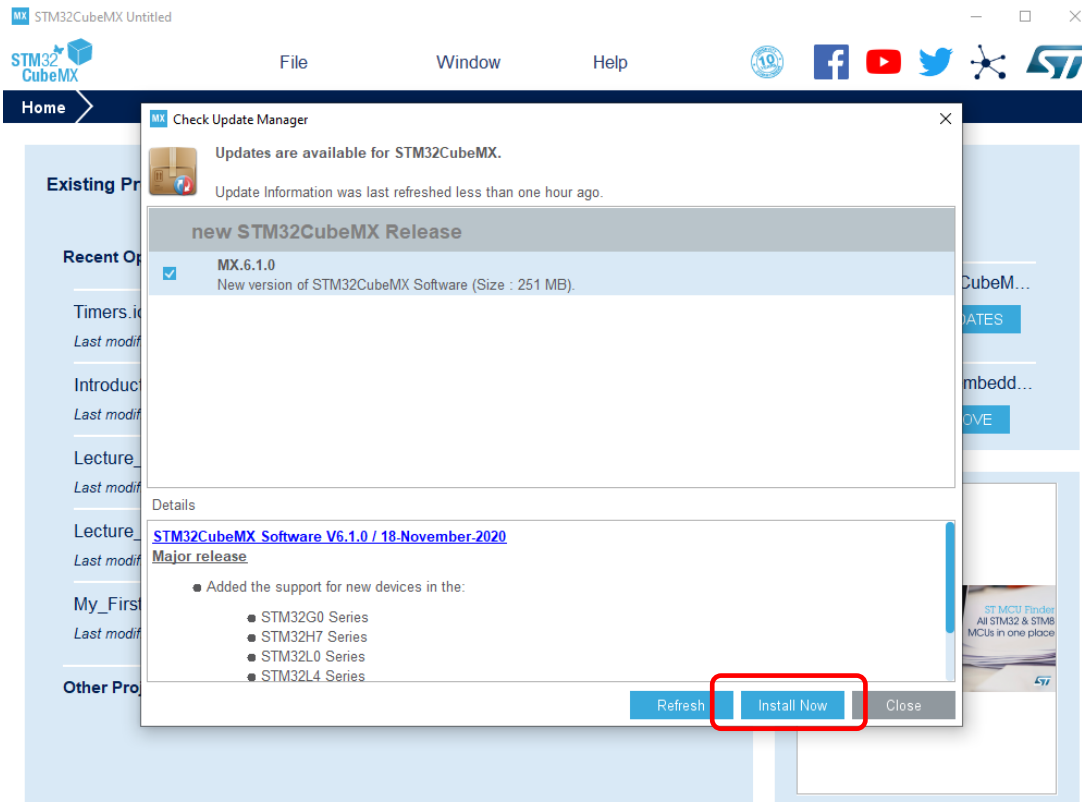 MX STM32CubeMX Untitled
STM32
CubeMX
File Window Help
10
Home
MX Check Update Manager
Updates are available for STM32CubeMX.
Existing Pr
Update Information was last refreshed less than one hour ago.
new STM32CubeMX Release
Recent Op
MX.6.1.0
New version of STM32CubeMX Software (Size : 251 MB).
CubeM...
Timers.io
DATES
Last modif
Introduct
mbedd...
Last modif
OVE
Lecture_
Last modif
Details
Lecture_
STM32CubeMX Software V6.1.0 / 18-November-2020
Major release
Last modif
Added the support for new devices in the:
My_First
STM32G0 Series
ST MCU Finder
All STM32 & STM8
MCUs in one place
STM32H7 Series
Last modif
STM32L0 Series
STM32L4 Series
Other Proj
Refresh Install Now Close